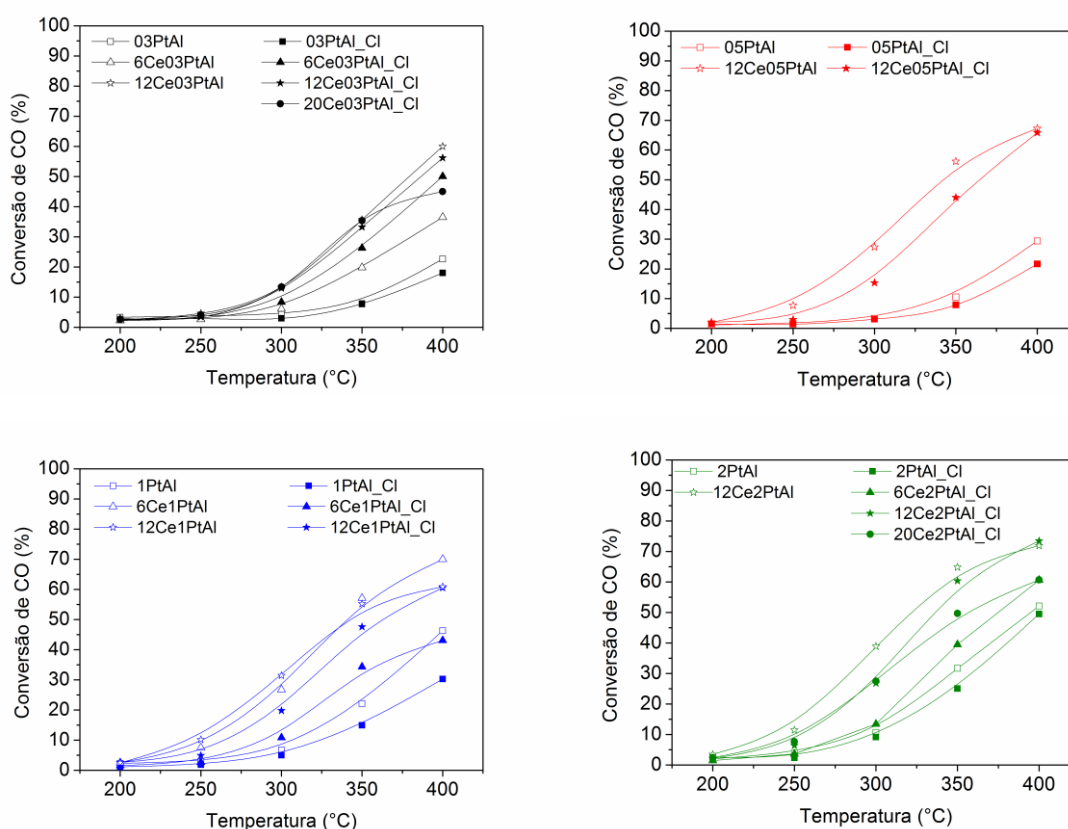 100
90
80
70
60
50
40
30
20
10
0
Conversão de CO (%)
03PtAl 03PtAl_Cl
6Ce03PtAl 6Ce03PtAl_Cl
12Ce03PtAl 12Ce03PtAl_Cl
20Ce03PtAl_Cl
200 250 300 350 400
Temperatura (°C)
100
90
80
70
60
50
40
30
20
10
0
Conversão de CO (%)
05PtAl 05PtAl_Cl
12Ce05PtAl 12Ce05PtAl_Cl
200 250 300 350 400
Temperatura (°C)
100
90
80
70
60
50
40
30
20
10
0
Conversão de CO (%)
1PtAl 1PtAl_Cl
6Ce1PtAl 6Ce1PtAl_Cl
12Ce1PtAl 12Ce1PtAl_Cl
200 250 300 350 400
Temperatura (°C)
100
90
80
70
60
50
40
30
20
10
0
Conversão de CO (%)
2PtAl 2PtAl_Cl
12Ce2PtAl 6Ce2PtAl_Cl
12Ce2PtAl_Cl
20Ce2PtAl_Cl
200 250 300 350 400
Temperatura (°C)